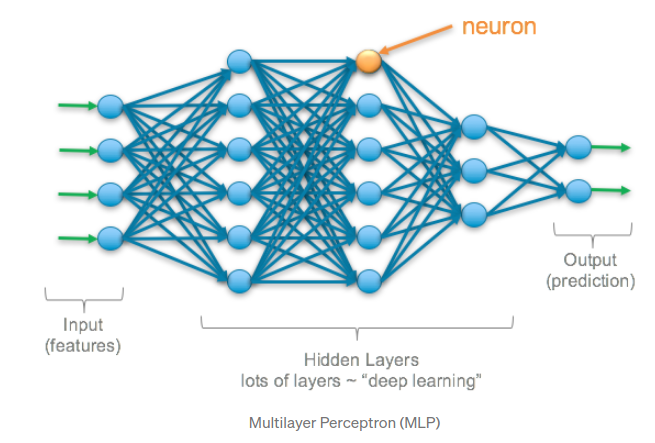 neuron
Input
(features)
Output
(prediction)
Hidden Layers
lots of layers ~ “deep learning”
Multilayer Perceptron (MLP)